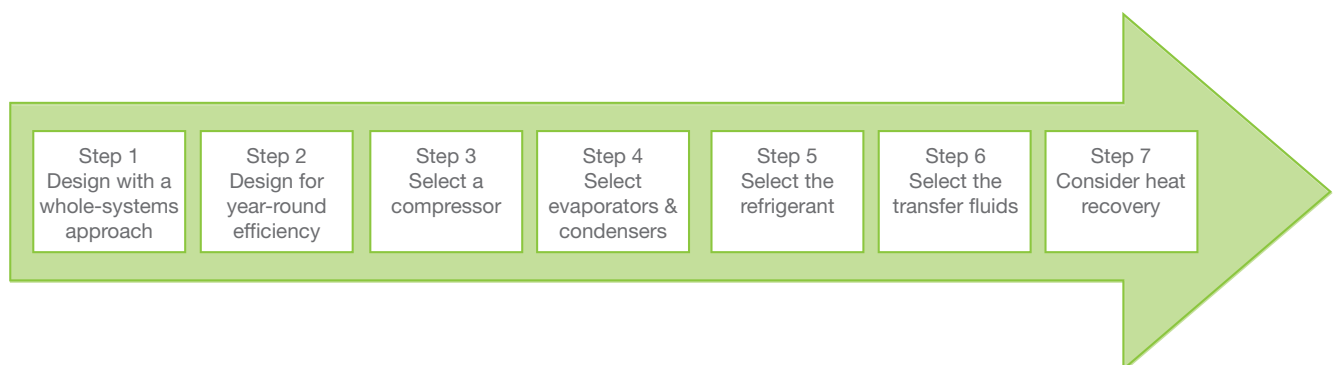 Step 1
Design with a
whole-systems
approach
Step 2
Design for
year-round
efficiency
Step 3
Select a
compressor
Step 4
Select
evaporators &
condensers
Step 5
Select the
refrigerant
Step 6
Select the
transfer fluids
Step 7
Consider heat
recovery